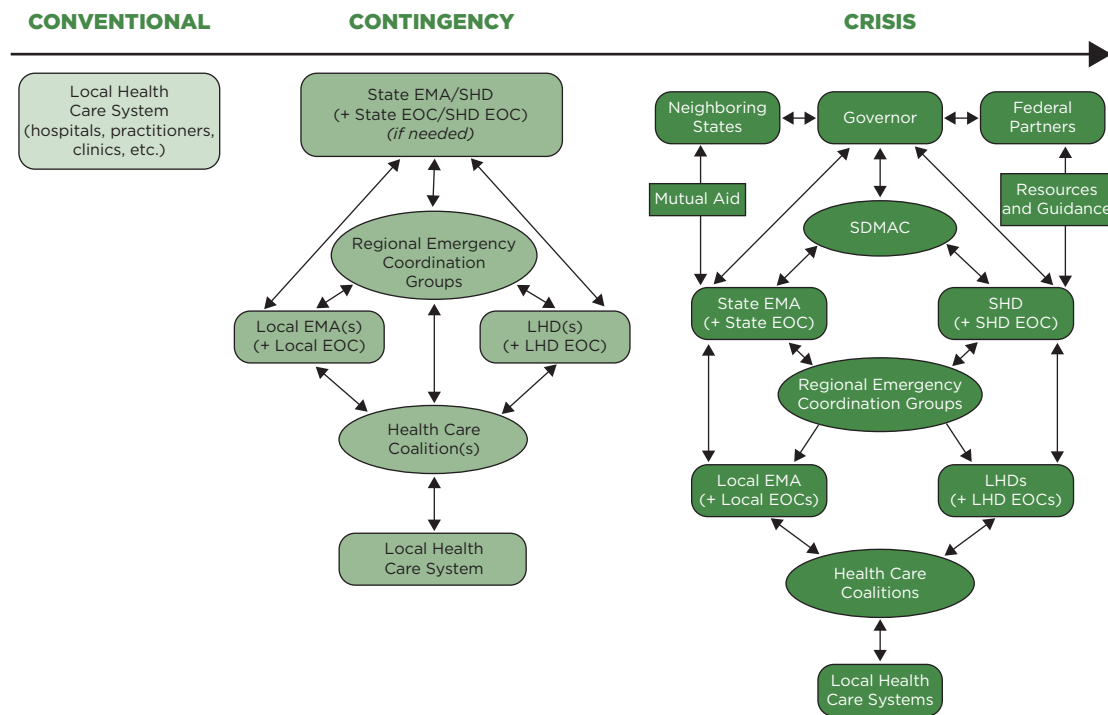 CONVENTIONAL
CONTINGENCY
CRISIS
Local Health
Care System
(hospitals, practitioners,
clinics, etc.)
State EMA/SHD
(+ State EOC/SHD EOC)
(if needed)
Regional Emergency
Coordination
Groups
Local EMA(s)
(+ Local EOC)
LHD(s)
(+ LHD EOC)
Health Care
Coalition(s)
Local Health
Care System
Neighboring
States
Governor
Federal
Partners
Mutual Aid
Resources
and Guidance
SDMAC
State EMA
(+ State EOC)
SHD
(+ SHD EOC)
Regional Emergency
Coordination Groups
Local EMA
(+ Local EOCs)
LHDs
(+ LHD EOCs)
Health Care
Coalitions
Local Health
Care Systems